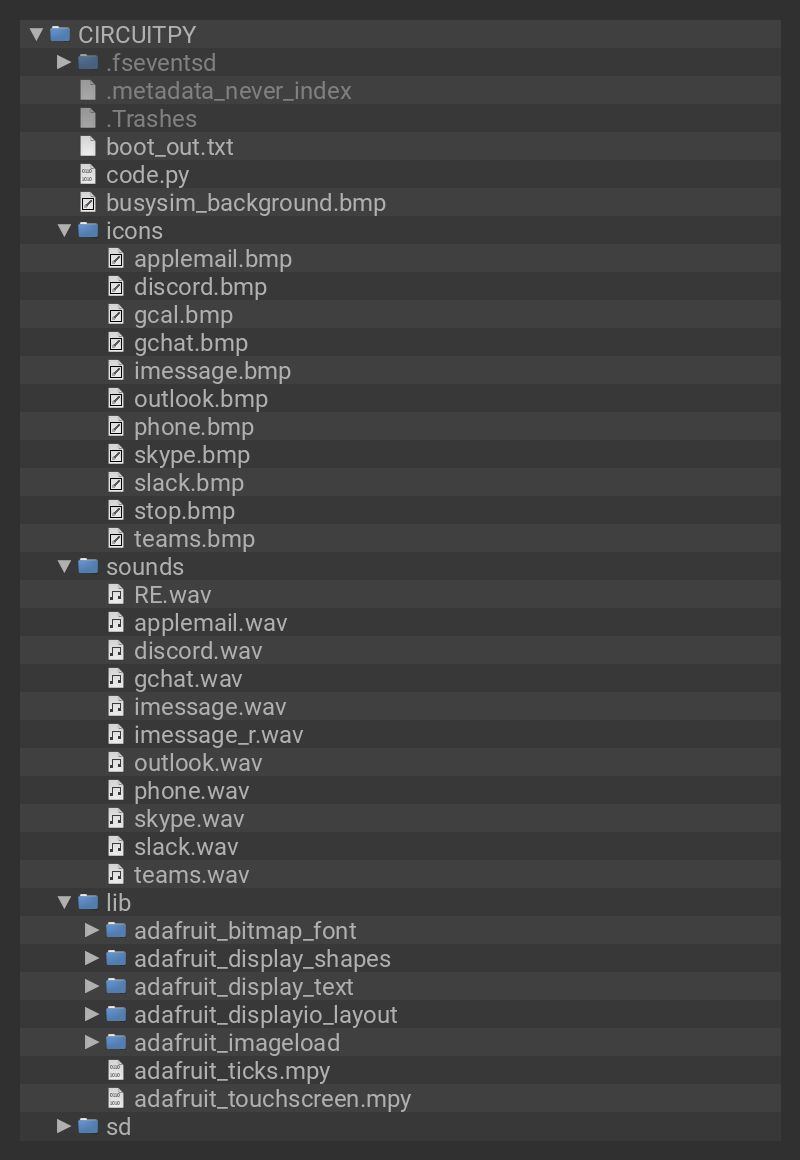 CIRCUITPY
.fseventsd
.metadata_never_index
.Trashes
boot_out.txt
code.py
busysim_background.bmp
icons
applemail.bmp
discord.bmp
gcal.bmp
gchat.bmp
imessage.bmp
outlook.bmp
phone.bmp
skype.bmp
slack.bmp
stop.bmp
teams.bmp
sounds
RE.wav
applemail.wav
discord.wav
gchat.wav
imessage.wav
imessage_r.wav
outlook.wav
phone.wav
skype.wav
slack.wav
teams.wav
lib
adafruit_bitmap_font
adafruit_display_shapes
adafruit_display_text
adafruit_displayio_layout
adafruit_imageload
adafruit_ticks.mpy
adafruit_touchscreen.mpy
sd